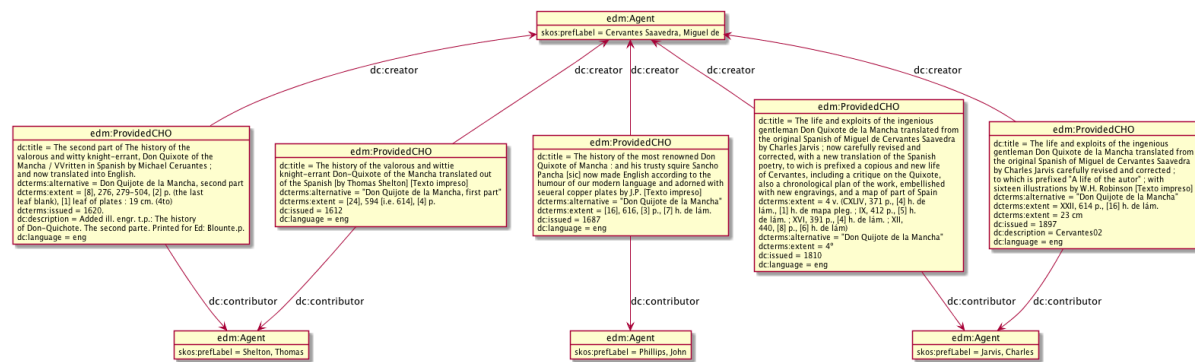 edm:Agent
skos:prefLabel = Cervantes Saavedra, Miguel de
dc:creator
dc:creator
dc:creator
dc:creator
dc:creator
edm:ProvidedCHO
dc:title = The second part of The history of the
valorous and witty knight-errant, Don Quixote of the
Mancha / VVritten in Spanish by Michael Ceruantes ;
and now translated into English.
dcterms:alternative = Don Quijote de la Mancha, second part
dcterms:extent = [8], 276, 279-504, [2] p. (the last
leaf blank), [1] leaf of plates : 19 cm. (4to)
dcterms:issued = 1620.
dc:description = Added ill. engr. t.p.: The history
of Don-Quichote. The second parte. Printed for Ed: Blounte.p.
dc:language = eng
edm:ProvidedCHO
dc:title = The history of the valorous and wittie
knight-errant Don-Quixote of the Mancha translated out
of the Spanish [by Thomas Shelton] [Texto impreso]
dcterms:alternative = "Don Quijote de la Mancha, first part"
dcterms:extent = [24], 594 [i.e. 614], [4] p.
dc:issued = 1612
dc:language = eng
edm:ProvidedCHO
dc:title = The history of the most renowned Don
Quixote of Mancha : and his trusty squire Sancho
Pancha [sic] now made English according to the
humour of our modern language and adorned with
seueral copper plates by J.P. [Texto impreso]
dcterms:alternative = "Don Quijote de la Mancha"
dcterms:extent = [16], 616, [3] p., [7] h. de lám.
dc:issued = 1687
dc:language = eng
edm:ProvidedCHO
dc:title = The life and exploits of the ingenious
gentleman Don Quixote de la Mancha translated from
the original Spanish of Miguel de Cervantes Saavedra
by Charles Jarvis ; now carefully revised and
corrected, with a new translation of the Spanish
poetry, to wich is prefixed a copious and new life
of Cervantes, including a critique on the Quixote,
also a chronological plan of the work, embellished
with new engravings, and a map of part of Spain
dcterms:extent = 4 v. (CXLIV, 371 p., [4] h. de
lám., [1] h. de mapa pleg. ; IX, 412 p., [5] h.
de lám. ; XVI, 391 p., [4] h. de lám. ; XII,
440, [8] p., [6] h. de lám)
dcterms:alternative = "Don Quijote de la Mancha"
dcterms:extent = 4°
dc:issued = 1810
dc:language = eng
edm:ProvidedCHO
dc:title = The life and exploits of the ingenious
gentleman Don Quixote de la Mancha translated from
the original Spanish of Miguel de Cervantes Saavedra
by Charles Jarvis carefully revised and corrected ;
to which is prefixed "A life of the autor" ; with
sixteen illustrations by W.H. Robinson [Texto impreso]
dcterms:alternative = "Don Quijote de la Mancha"
dcterms:extent = XXII, 614 p., [16] h. de lám.
dcterms:extent = 23 cm
dc:issued = 1897
dc:description = Cervantes02
dc:language = eng
dc:contributor
dc:contributor
dc:contributor
dc:contributor
dc:contributor
edm:Agent
skos:prefLabel = Shelton, Thomas
edm:Agent
skos:prefLabel = Phillips, John
edm:Agent
skos:prefLabel = Jarvis, Charles